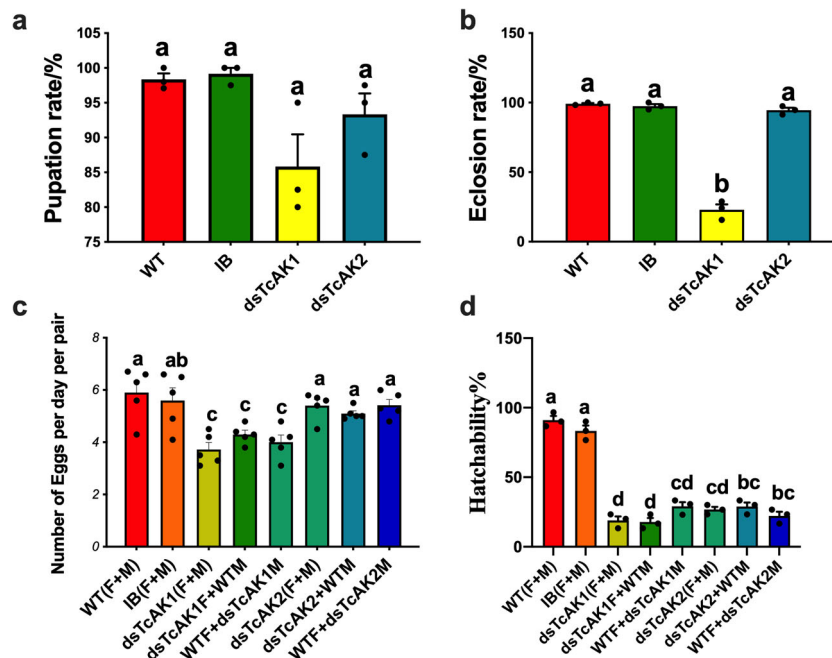 a
Pupation rate/%
105
100
95
90
85
80
75
a
a
a
a
WT
IB
dsTcAK1
dsTcAK2
b
Eclosion rate/%
150
100
50
0
a
a
b
a
WT
IB
dsTcAK1
dsTcAK2
c
Number of Eggs per day per pair
8
6
4
2
0
a
ab
c
c
c
a
a
a
WT(F+M)
IB(F+M)
dsTcAK1(F+M)
dsTcAK1F+WTM
WTF+dsTcAK1M
dsTcAK2(F+M)
dsTcAK2+WTM
WTF+dsTcAK2M
d
Hatchability%
150
100
50
0
a
a
d
d
cd
cd
bc
bc
WT(F+M)
IB(F+M)
dsTcAK1(F+M)
dsTcAK1F+WTM
WTF+dsTcAK1M
dsTcAK2(F+M)
dsTcAK2+WTM
WTF+dsTcAK2M